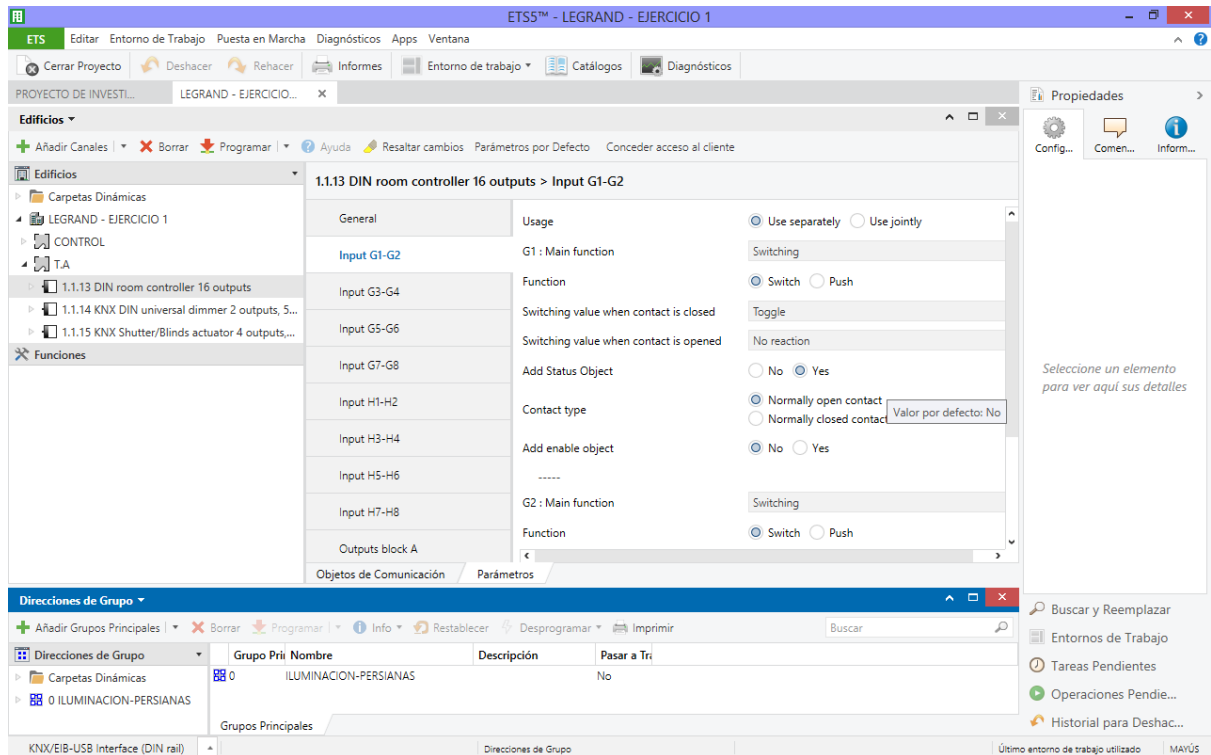 ETS5™ - LEGRAND - EJERCICIO 1
ETS Editar Entorno de Trabajo Puesta en Marcha Diagnósticos Apps Ventana
Cerrar Proyecto Deshacer Rehacer Informes Entorno de trabajo Catálogos Diagnósticos
PROYECTO DE INVESTI... LEGRAND - EJERCICIO...
Edificios
Añadir Canales Borrar Programar Ayuda Resaltar cambios Parámetros por Defecto Conceder acceso al cliente
Edificios
Carpetas Dinámicas
LEGRAND - EJERCICIO 1
CONTROL
T.A
1.1.13 DIN room controller 16 outputs
1.1.14 KNX DIN universal dimmer 2 outputs, 5...
1.1.15 KNX Shutter/Blinds actuator 4 outputs,...
Funciones
1.1.13 DIN room controller 16 outputs > Input G1-G2
General
Input G1-G2
Input G3-G4
Input G5-G6
Input G7-G8
Input H1-H2
Input H3-H4
Input H5-H6
Input H7-H8
Outputs block A
Usage Use separately Use jointly
G1 : Main function Switching
Function Switch Push
Switching value when contact is closed Toggle
Switching value when contact is opened No reaction
Add Status Object No Yes
Contact type Normally open contact
Normally closed contact
Valor por defecto: No
Add enable object No Yes
-----
G2 : Main function Switching
Function Switch Push
Objetos de Comunicación Parámetros
Propiedades
Config... Comen... Inform...
Seleccione un elemento
para ver aquí sus detalles
Direcciones de Grupo
Añadir Grupos Principales Borrar Programar Info Restablecer Desprogramar Imprimir Buscar
Direcciones de Grupo
Carpetas Dinámicas
0 ILUMINACION-PERSIANAS
Grupo Pri Nombre Descripción Pasar a Tr
0 ILUMINACION-PERSIANAS No
Grupos Principales
Buscar y Reemplazar
Entornos de Trabajo
Tareas Pendientes
Operaciones Pendie...
Historial para Deshac...
KNX/EIB-USB Interface (DIN rail) Direcciones de Grupo Último entorno de trabajo utilizado MAYÚS